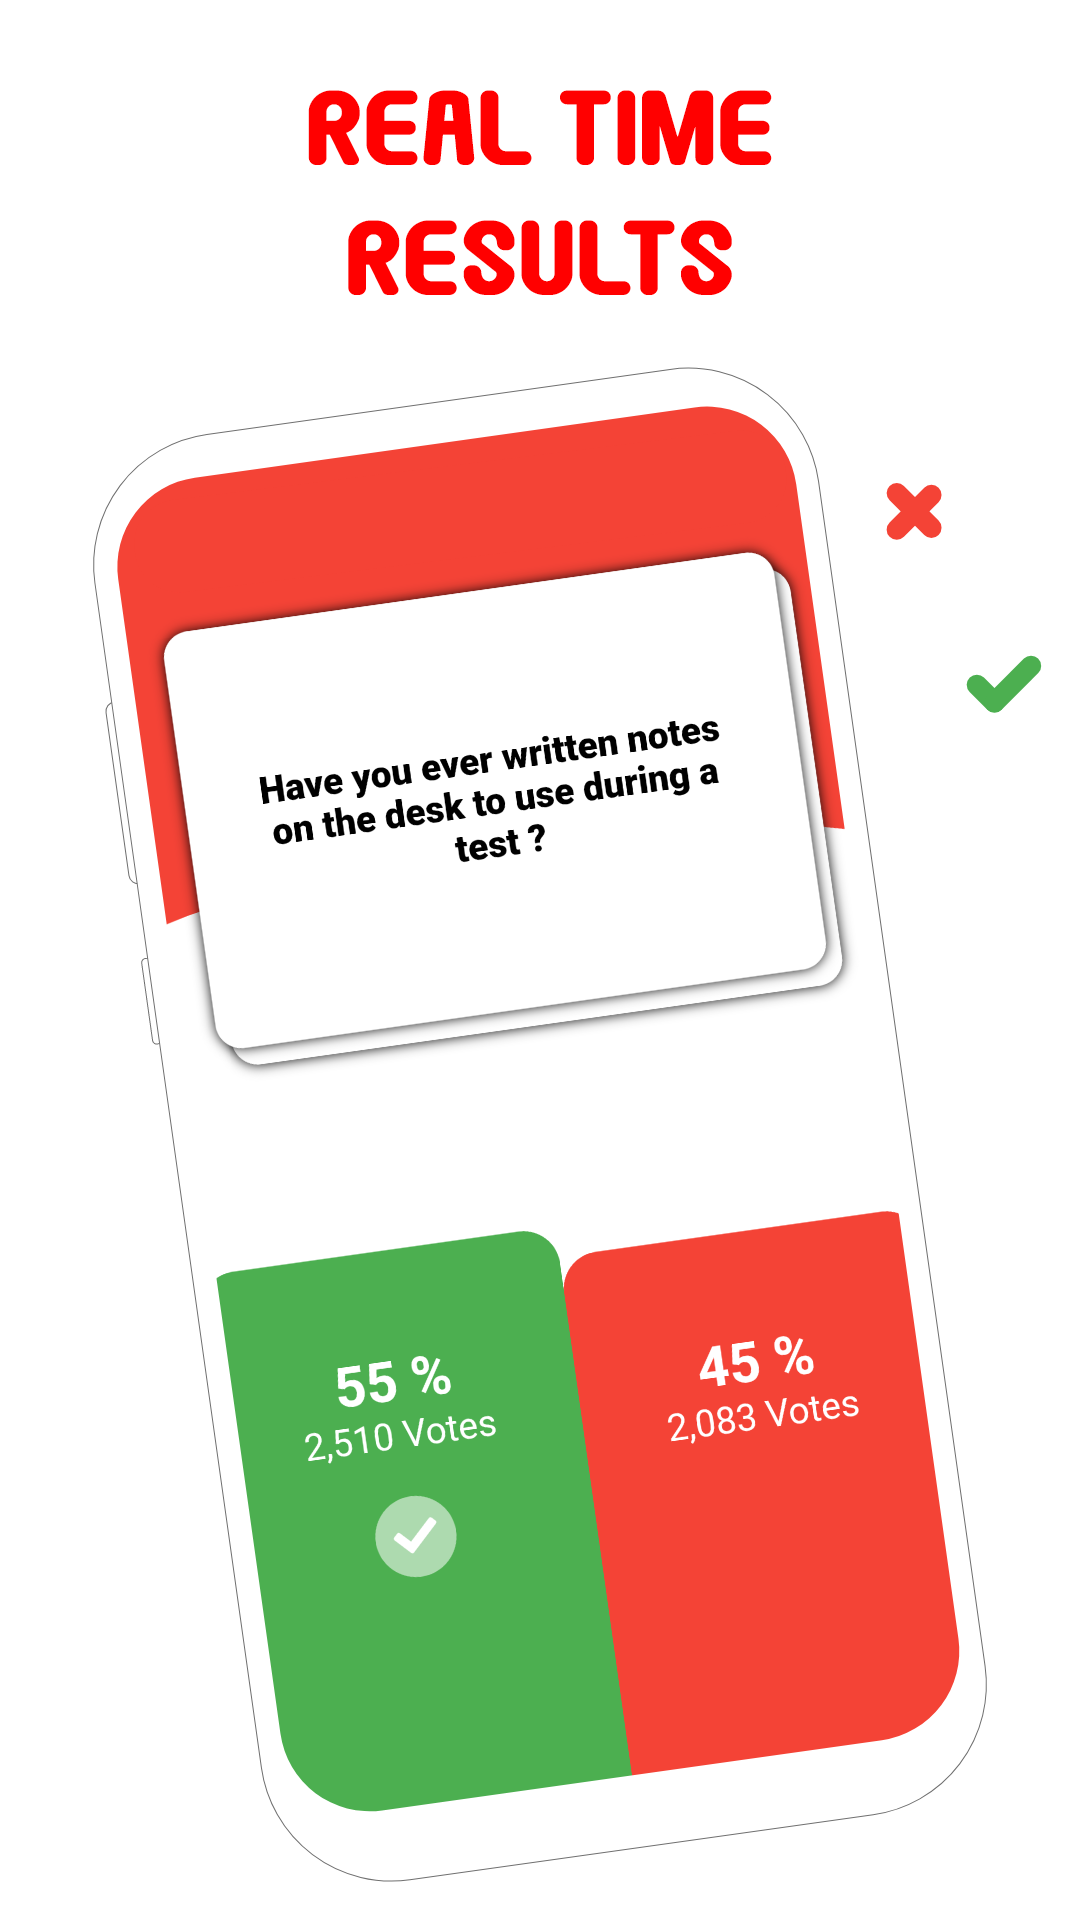 REAL TIME
RESULTS
Have you ever written notes
on the desk to use during a
test ?
55 %
2,510 Votes
45 %
2,083 Votes